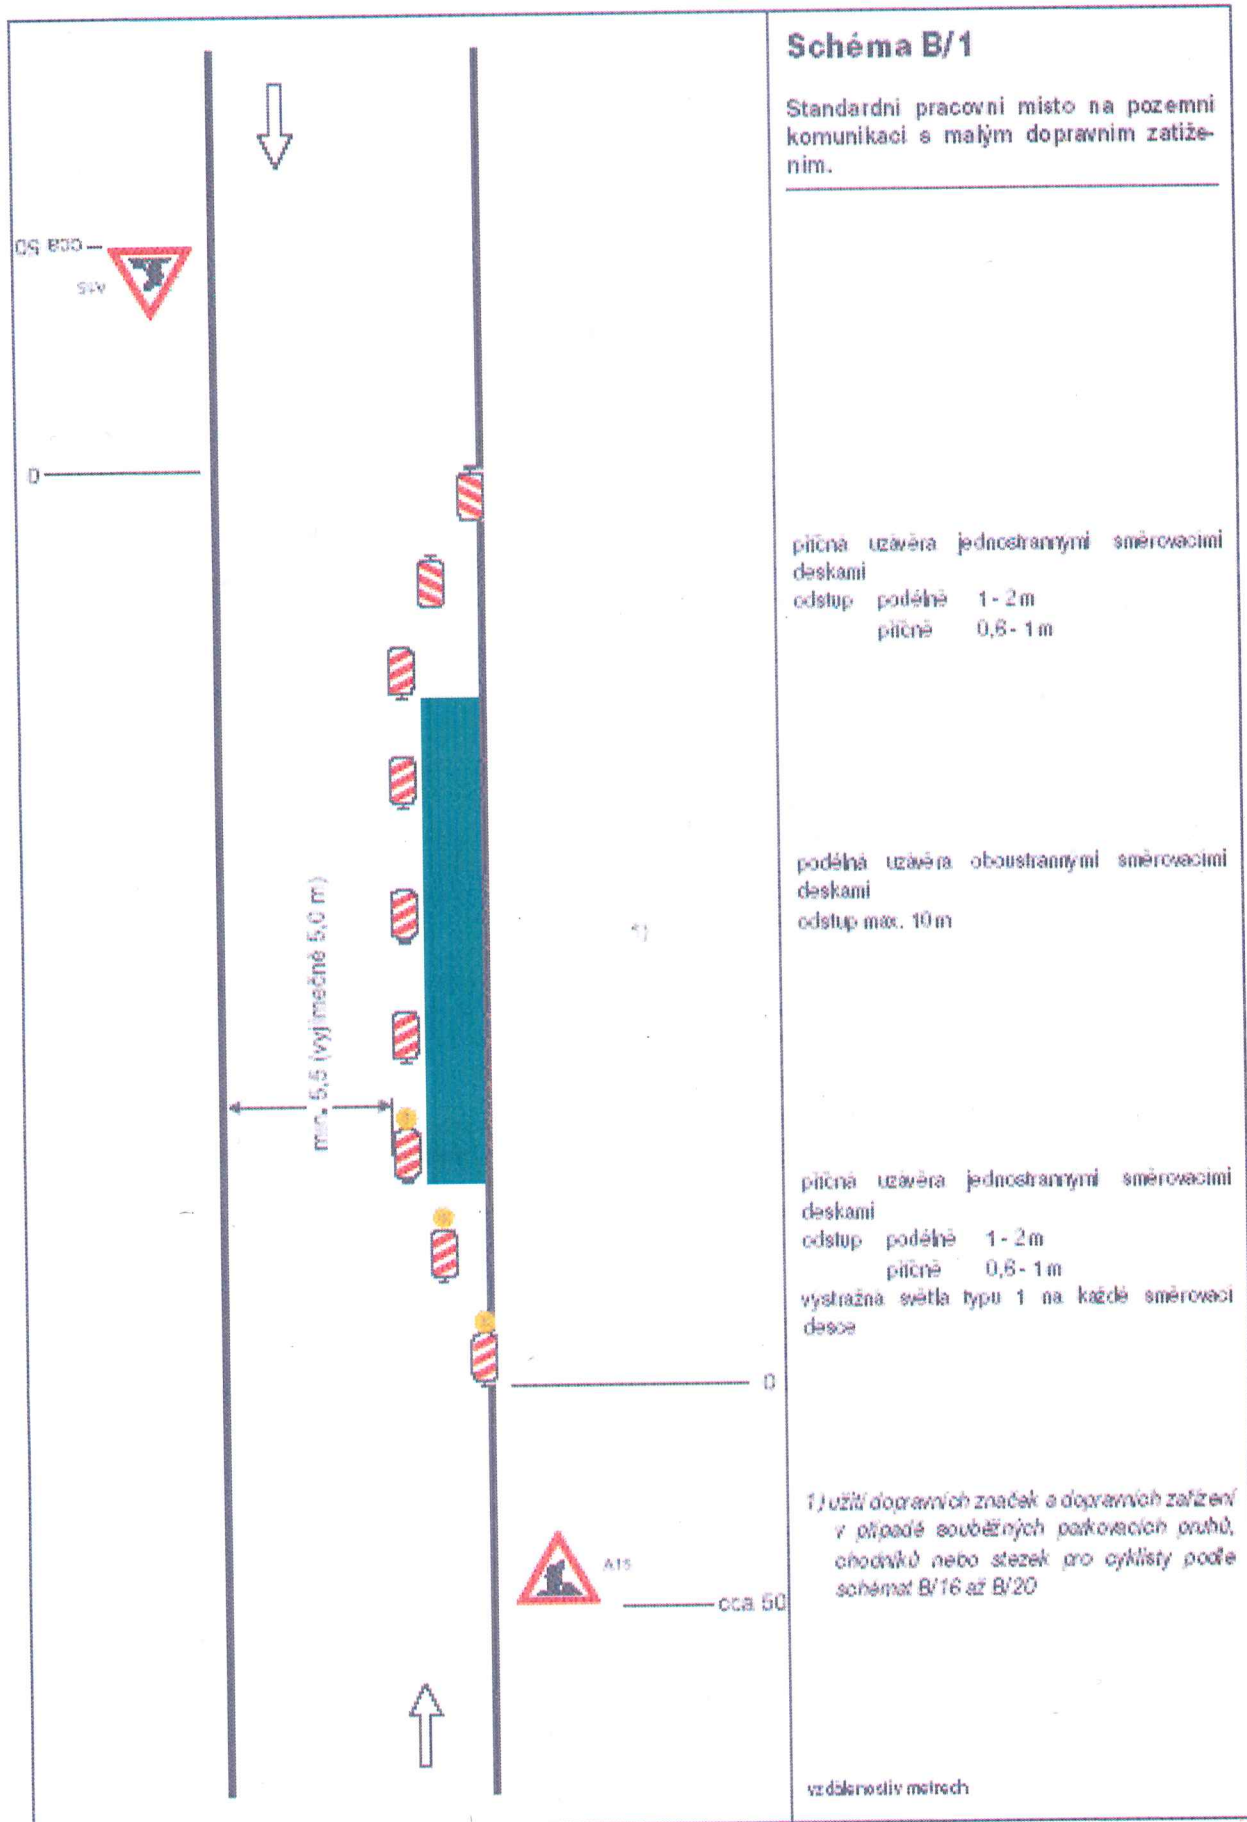 Schéma B/1
Standardní pracovní místo na pozemní
komunikaci s malým dopravním zatíže-
ním.
cca 50
A15
0
příčná uzávěra jednostrannými směrovacími
deskami
odstup podélně 1 - 2 m
příčně 0,6 - 1 m
podélná uzávěra oboustrannými směrovacími
deskami
odstup max. 10 m
1)
min. 5,5 (vyjímečně 5,0 m)
příčná uzávěra jednostrannými směrovacími
deskami
odstup podélně 1 - 2 m
příčně 0,6 - 1 m
výstražná světla typu 1 na každé směrovací
desce
0
1) užití dopravních značek a dopravních zařízení
v případě souběžných parkovacích pruhů,
chodníků nebo stezek pro cyklisty podle
schémat B/16 až B/20
A15
cca 50
vzdálenosti v metrech